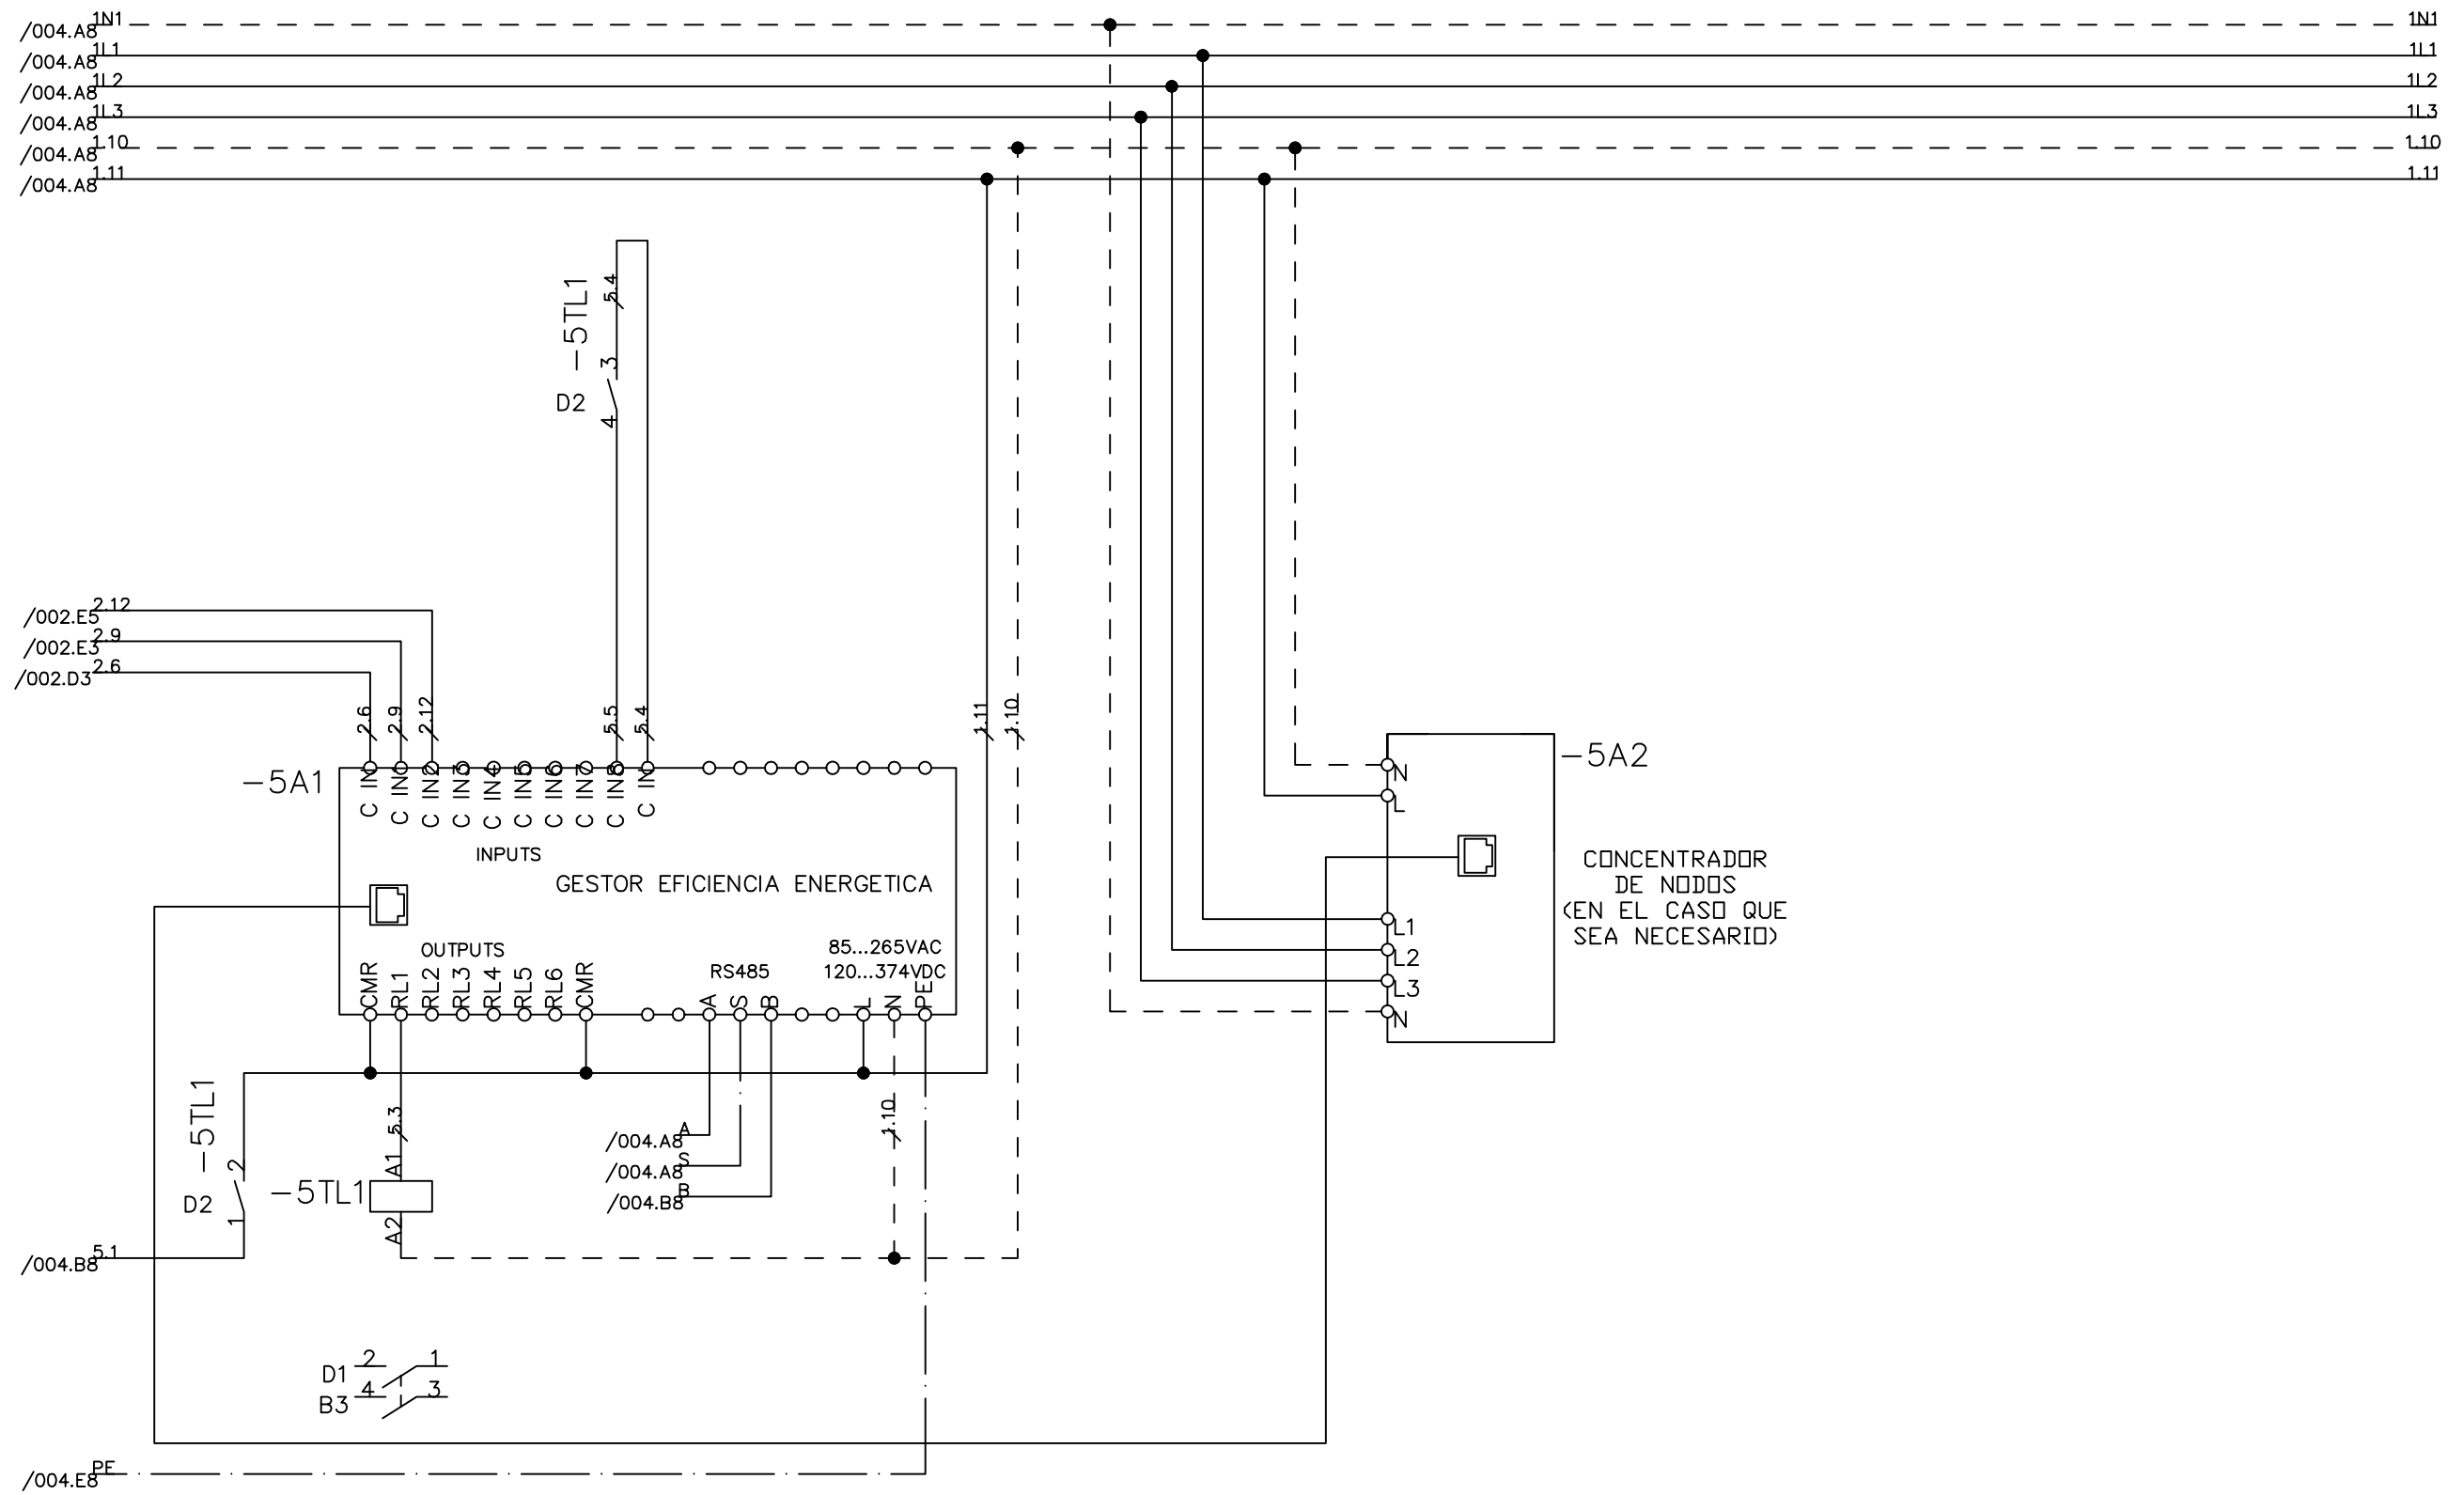 /004.A8 1N1 1N1
/004.A8 1L1 1L1
/004.A8 1L2 1L2
/004.A8 1L3 1L3
/004.A8 1.10 1.10
/004.A8 1.11 1.11
-5TL1
5.4
3
D2
4
/002.E5 2.12
/002.E3 2.9
/002.D3 2.6
2.6 2.9 2.12 5.5 5.4 1.11 1.10
-5A1
C IN C IN1 C IN2 C IN3 C IN4 C IN5 C IN6 C IN7 C IN8 C IN
INPUTS
GESTOR EFICIENCIA ENERGETICA
OUTPUTS
85...265VAC
RS485 120...374VDC
CMR RL1 RL2 RL3 RL4 RL5 RL6 CMR A S B L N PE
-5A2
N
L
CONCENTRADOR
DE NODOS
(EN EL CASO QUE
SEA NECESARIO)
L1
L2
L3
N
-5TL1
2
D2
1
5.3
A1
-5TL1
A2
/004.A8 A
/004.A8 S
/004.B8 B
1.10
/004.B8 5.1
D1 2 1
B3 4 3
/004.E8 PE